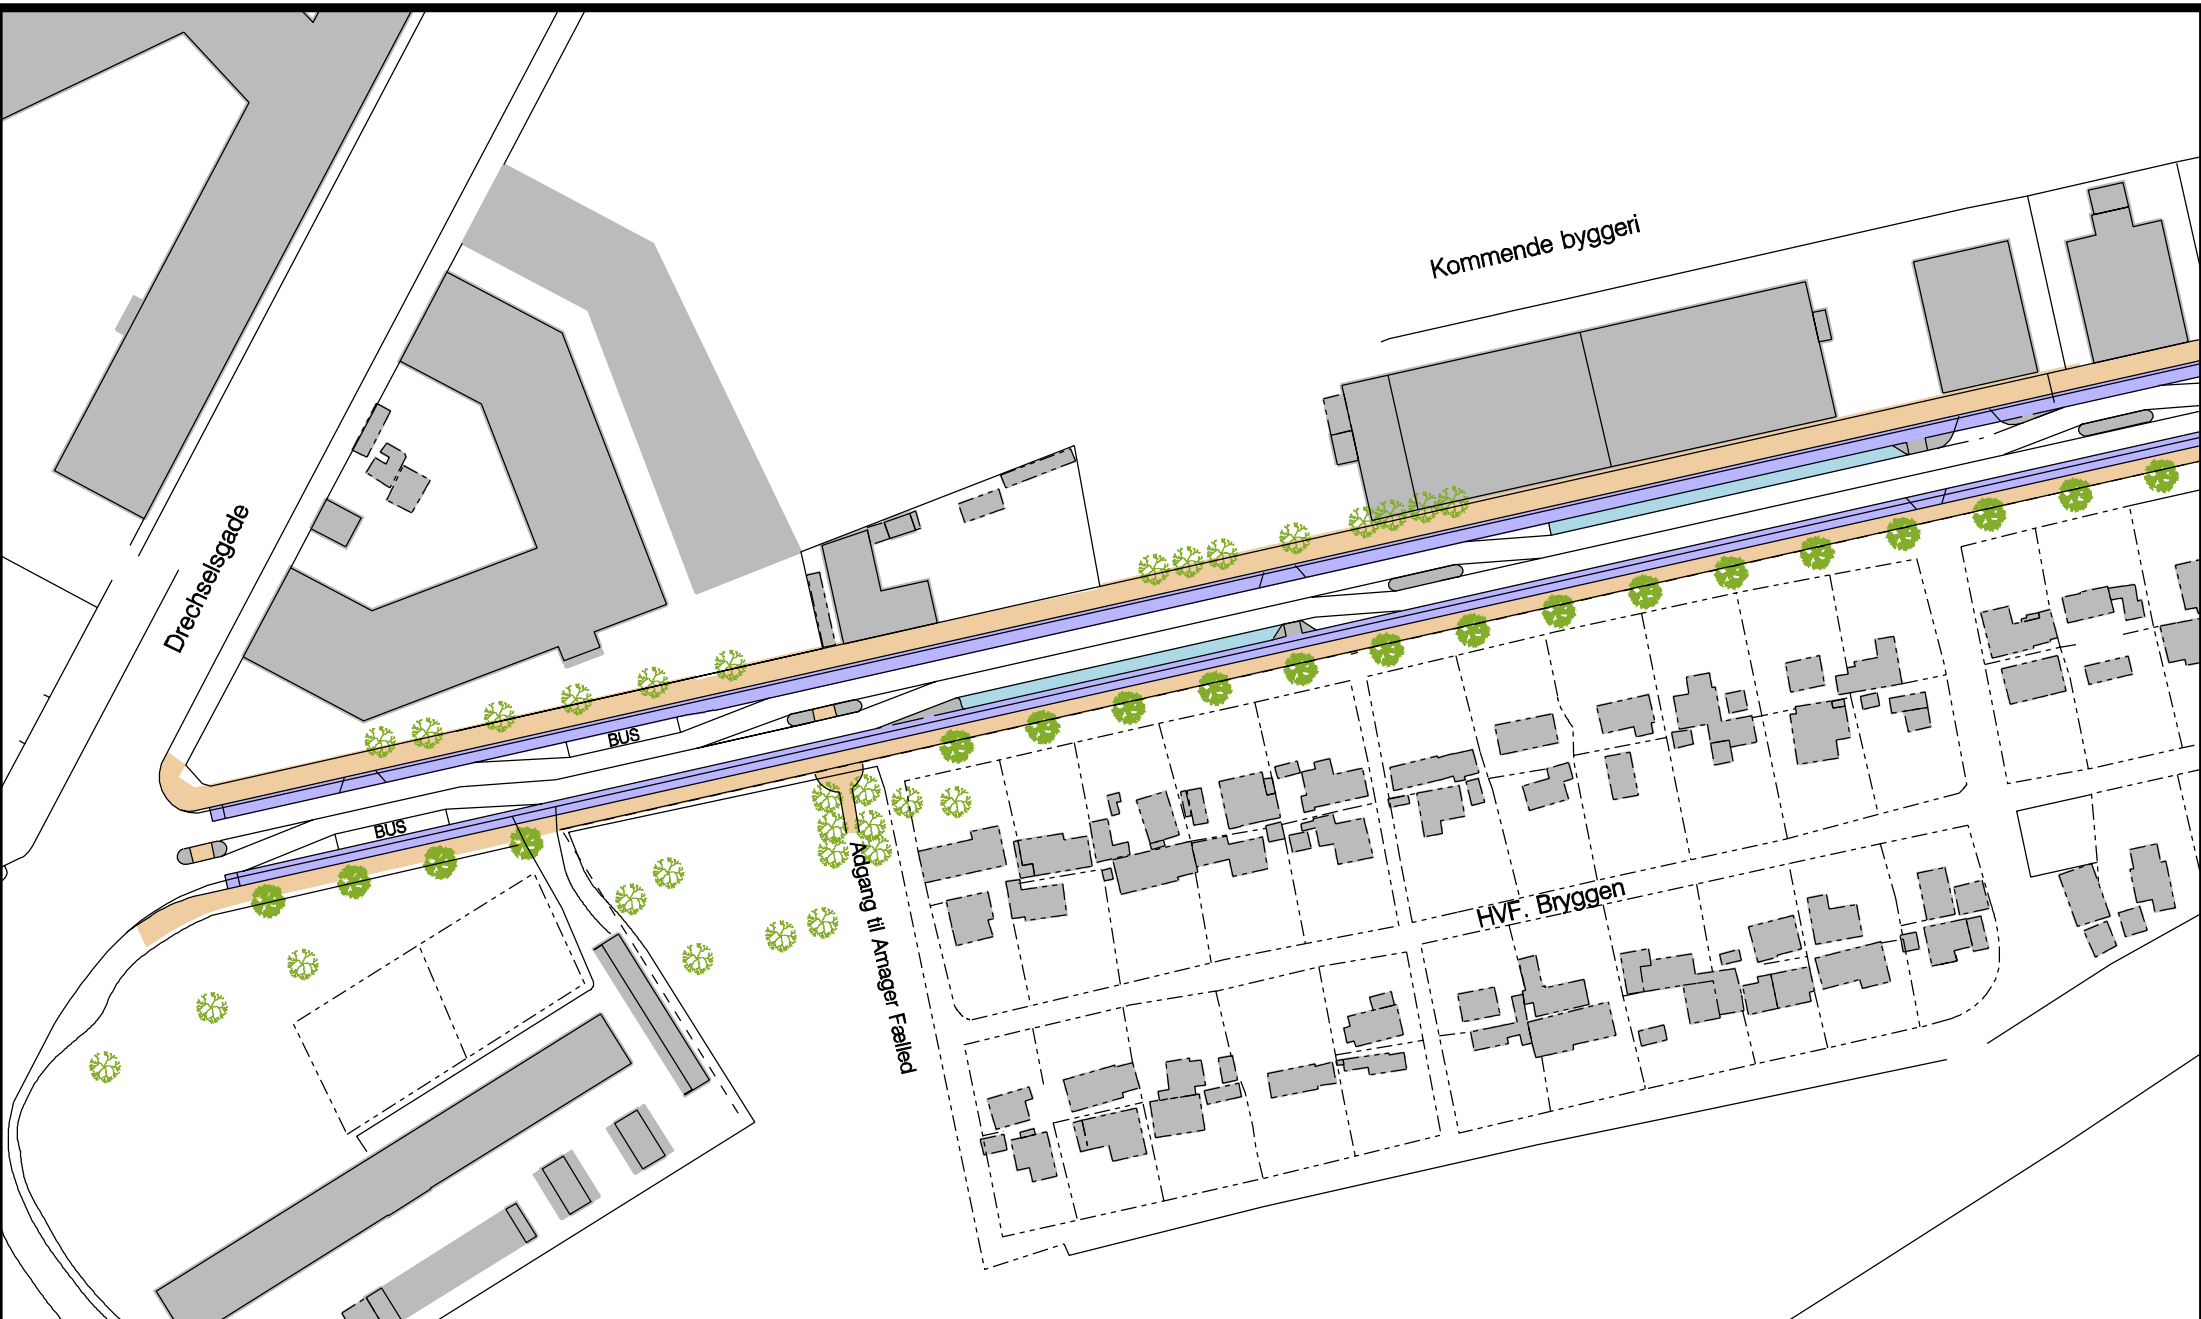 Kommende byggeri
Drechselsgade
BUS
BUS
Adgang til Amager Fælled
HVF. Bryggen